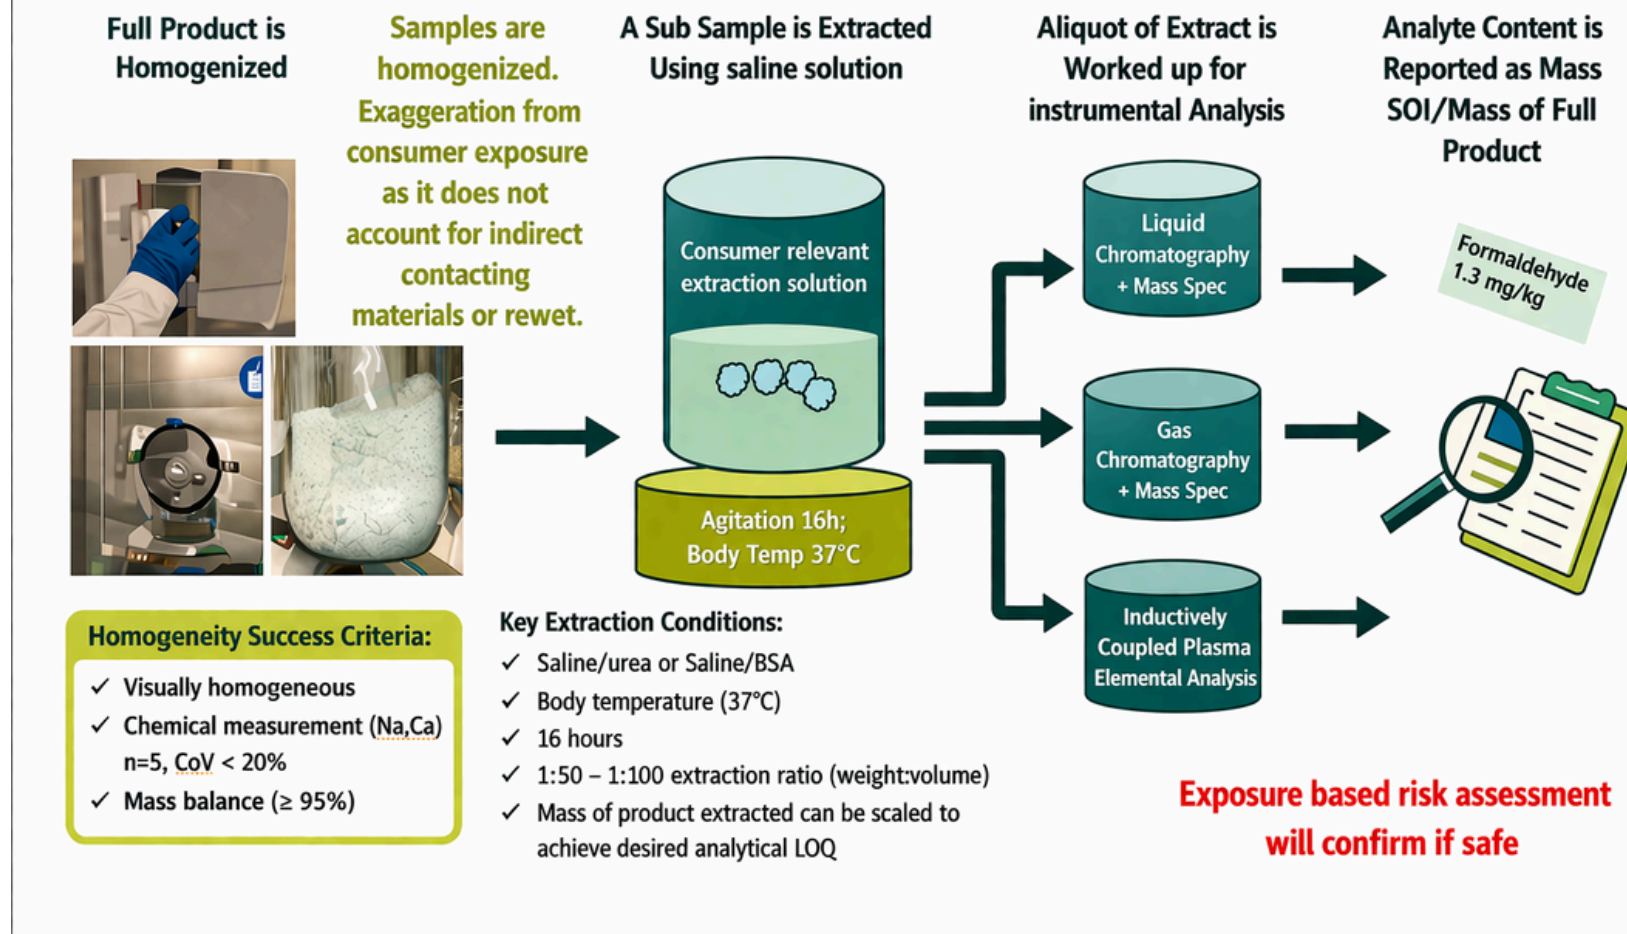 Full Product is
Homogenized
Samples are
homogenized.
Exaggeration from
consumer exposure
as it does not
account for indirect
contacting
materials or rewet.
A Sub Sample is Extracted
Using saline solution
Aliquot of Extract is
Worked up for
instrumental Analysis
Analyte Content is
Reported as Mass
SOI/Mass of Full
Product
Consumer relevant
extraction solution
Agitation 16h;
Body Temp 37°C
Liquid
Chromatography
+ Mass Spec
Gas
Chromatography
+ Mass Spec
Inductively
Coupled Plasma
Elemental Analysis
Formaldehyde
1.3 mg/kg
Homogeneity Success Criteria:
✓ Visually homogeneous
✓ Chemical measurement (Na,Ca)
n=5, CoV < 20%
✓ Mass balance (≥ 95%)
Key Extraction Conditions:
✓ Saline/urea or Saline/BSA
✓ Body temperature (37°C)
✓ 16 hours
✓ 1:50 – 1:100 extraction ratio (weight:volume)
✓ Mass of product extracted can be scaled to
achieve desired analytical LOQ
Exposure based risk assessment
will confirm if safe